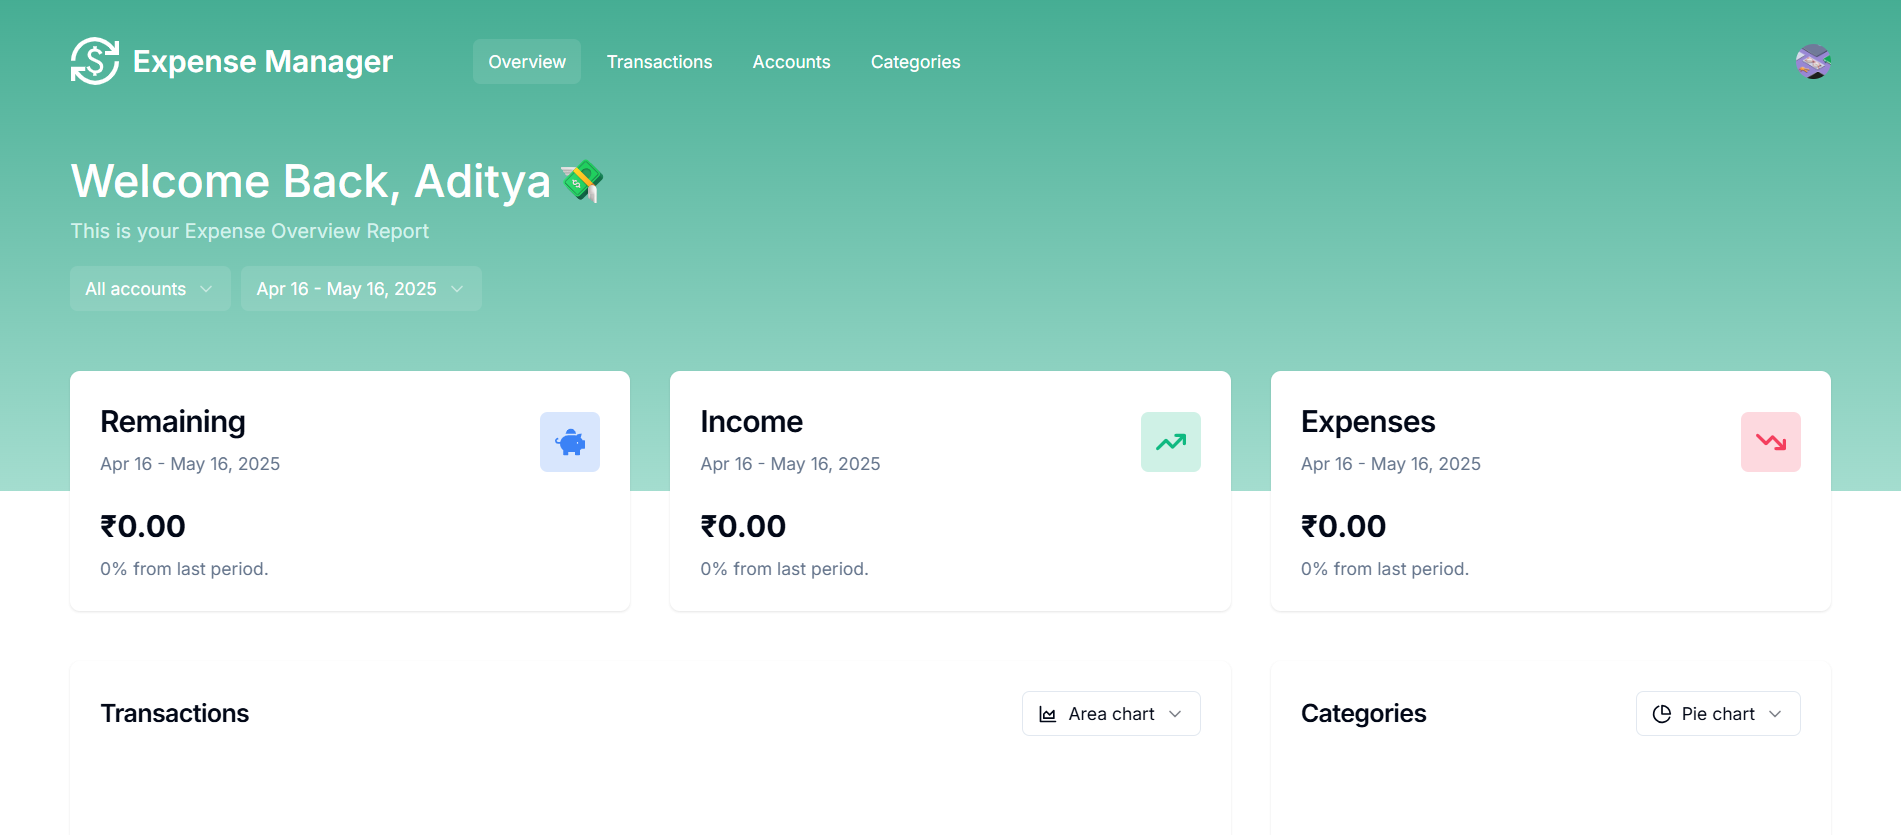 Expense Manager
Overview
Transactions
Accounts
Categories
Welcome Back, Aditya💸
This is your Expense Overview Report
All accounts
Apr 16 - May 16, 2025
Remaining
Apr 16 - May 16, 2025
₹0.00
0% from last period.
Income
Apr 16 - May 16, 2025
₹0.00
0% from last period.
Expenses
Apr 16 - May 16, 2025
₹0.00
0% from last period.
Transactions
Area chart
Categories
Pie chart